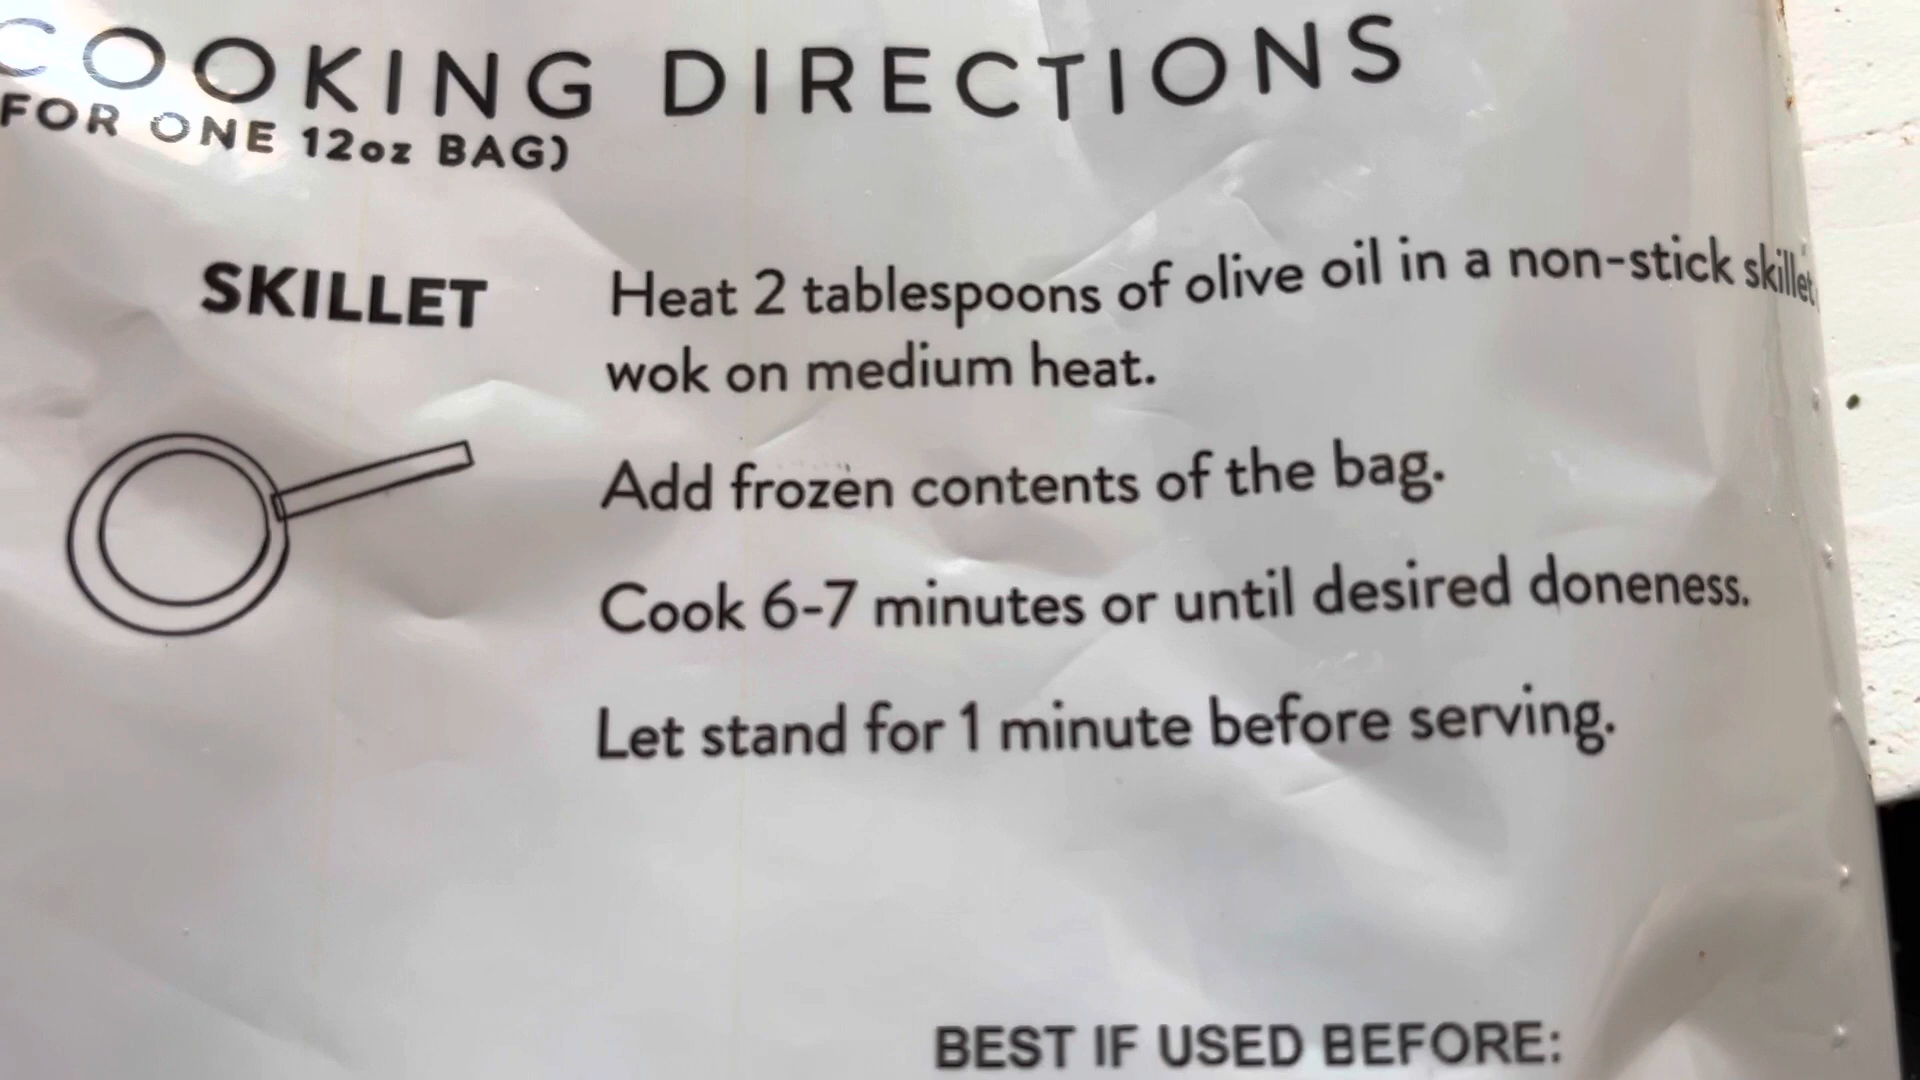 COOKING DIRECTIONS
(FOR ONE 12oz BAG)
SKILLET
Heat 2 tablespoons of olive oil in a non-stick skillet
wok on medium heat.
Add frozen contents of the bag.
Cook 6-7 minutes or until desired doneness.
Let stand for 1 minute before serving.
BEST IF USED BEFORE: